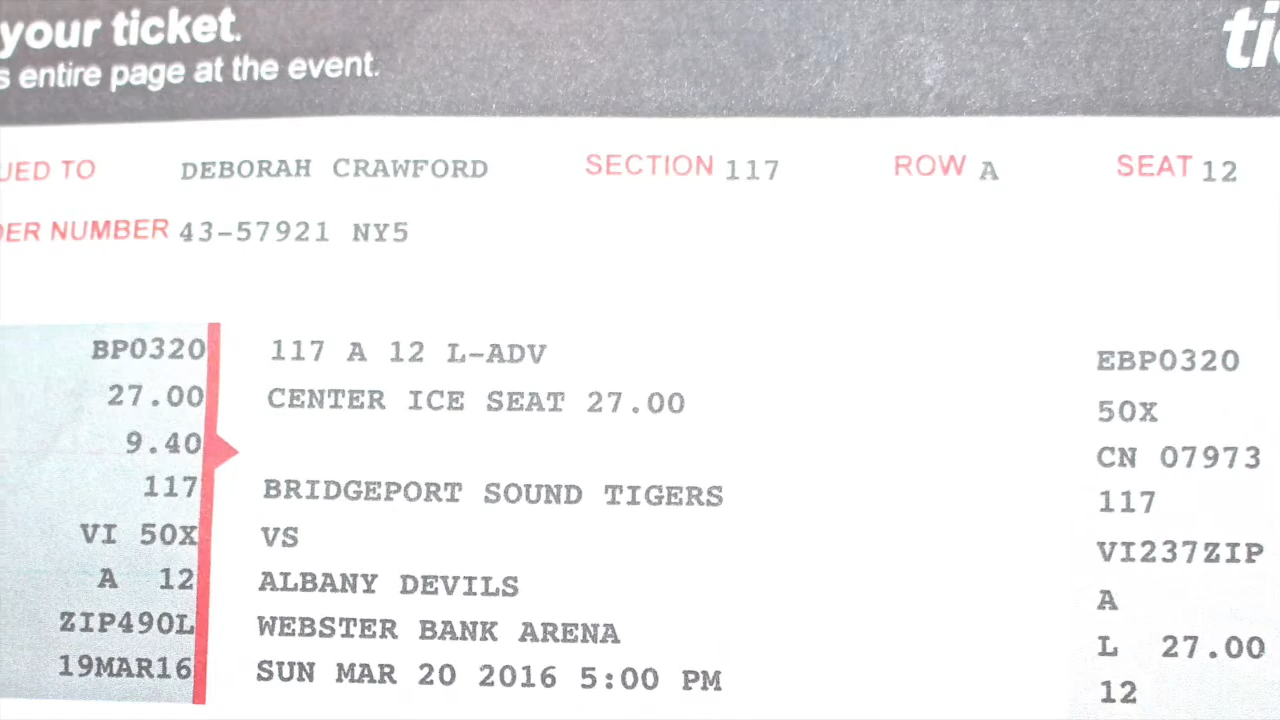 your ticket.
s entire page at the event.
tic
UED TO DEBORAH CRAWFORD SECTION 117 ROW A SEAT 12
DER NUMBER 43-57921 NY5
BP0320 117 A 12 L-ADV EBP0320
27.00 CENTER ICE SEAT 27.00 50X
9.40 CN 07973
117 BRIDGEPORT SOUND TIGERS 117
VI 50X VS VI237ZIP
A 12 ALBANY DEVILS A
ZIP490L WEBSTER BANK ARENA L 27.00
19MAR16 SUN MAR 20 2016 5:00 PM 12